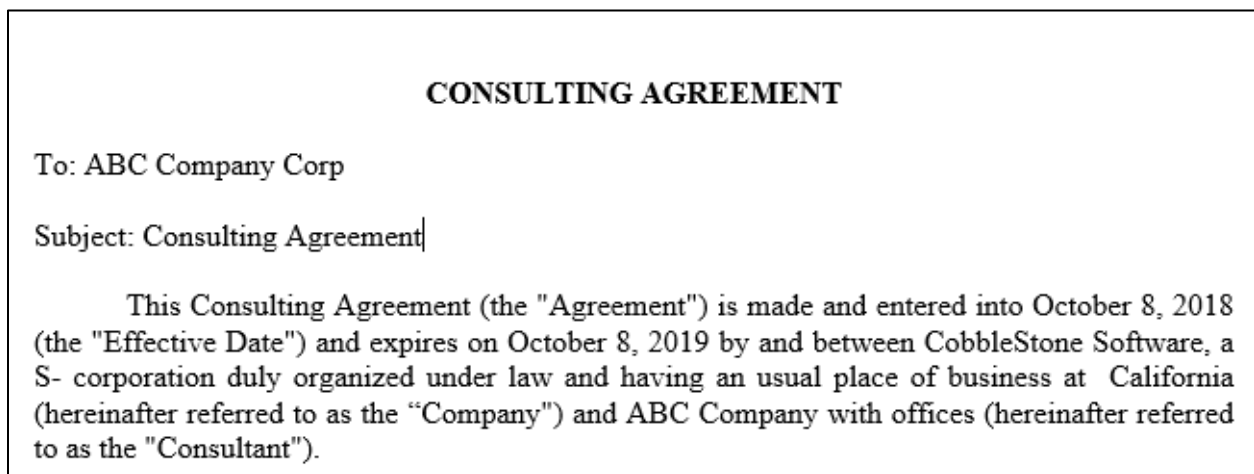 CONSULTING AGREEMENT
To: ABC Company Corp
Subject: Consulting Agreement
This Consulting Agreement (the "Agreement") is made and entered into October 8, 2018
(the "Effective Date") and expires on October 8, 2019 by and between CobbleStone Software, a
S- corporation duly organized under law and having an usual place of business at  California
(hereinafter referred to as the “Company") and ABC Company with offices (hereinafter referred
to as the "Consultant").